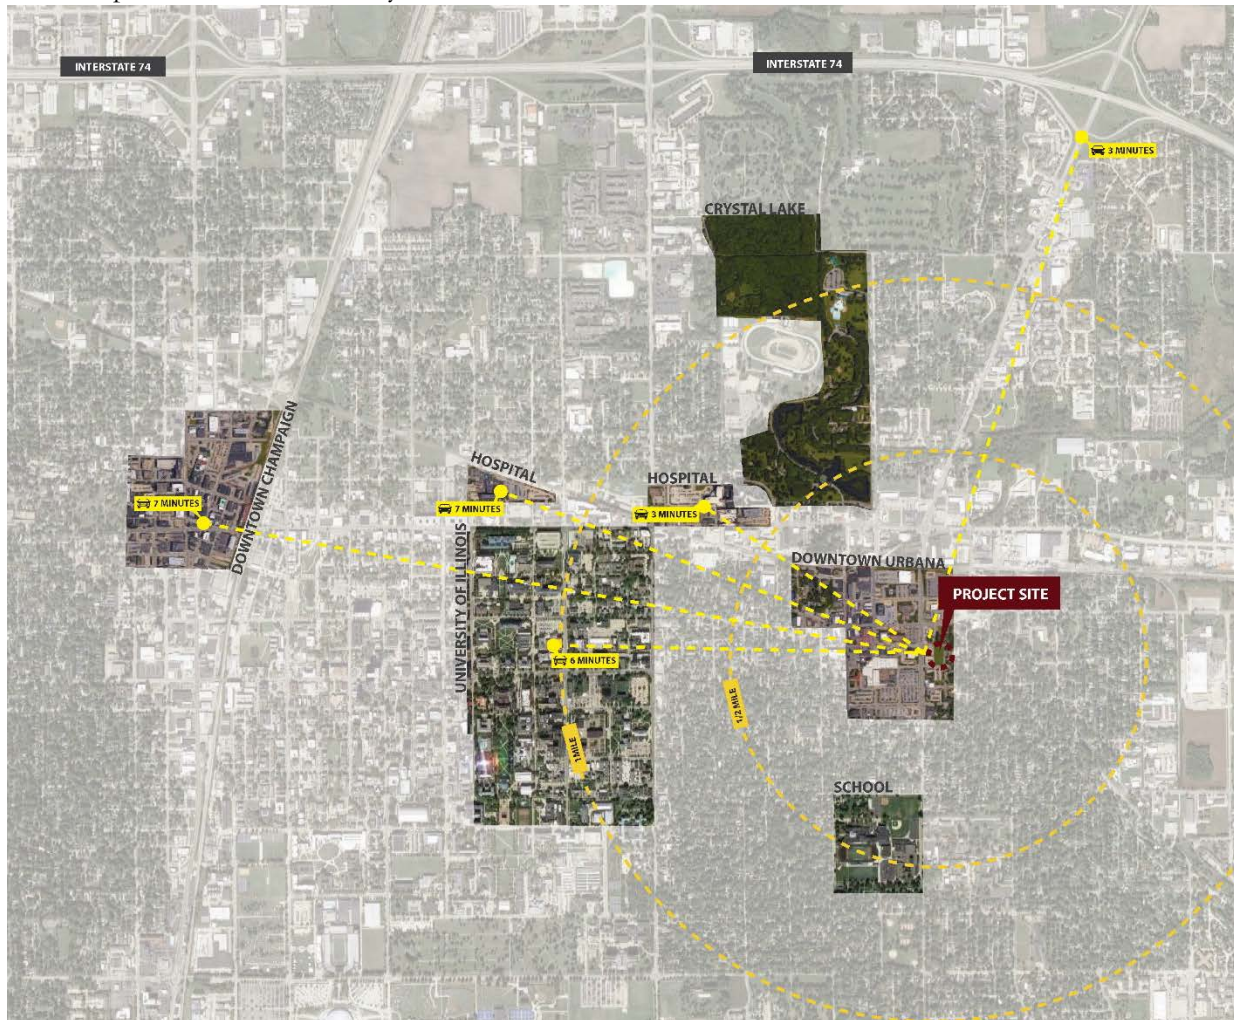 INTERSTATE 74
INTERSTATE 74
3 MINUTES
CRYSTAL LAKE
DOWNTOWN CHAMPAIGN
7 MINUTES
HOSPITAL
7 MINUTES
HOSPITAL
3 MINUTES
UNIVERSITY OF ILLINOIS
6 MINUTES
DOWNTOWN URBANA
PROJECT SITE
1/2 MILE
1 MILE
SCHOOL